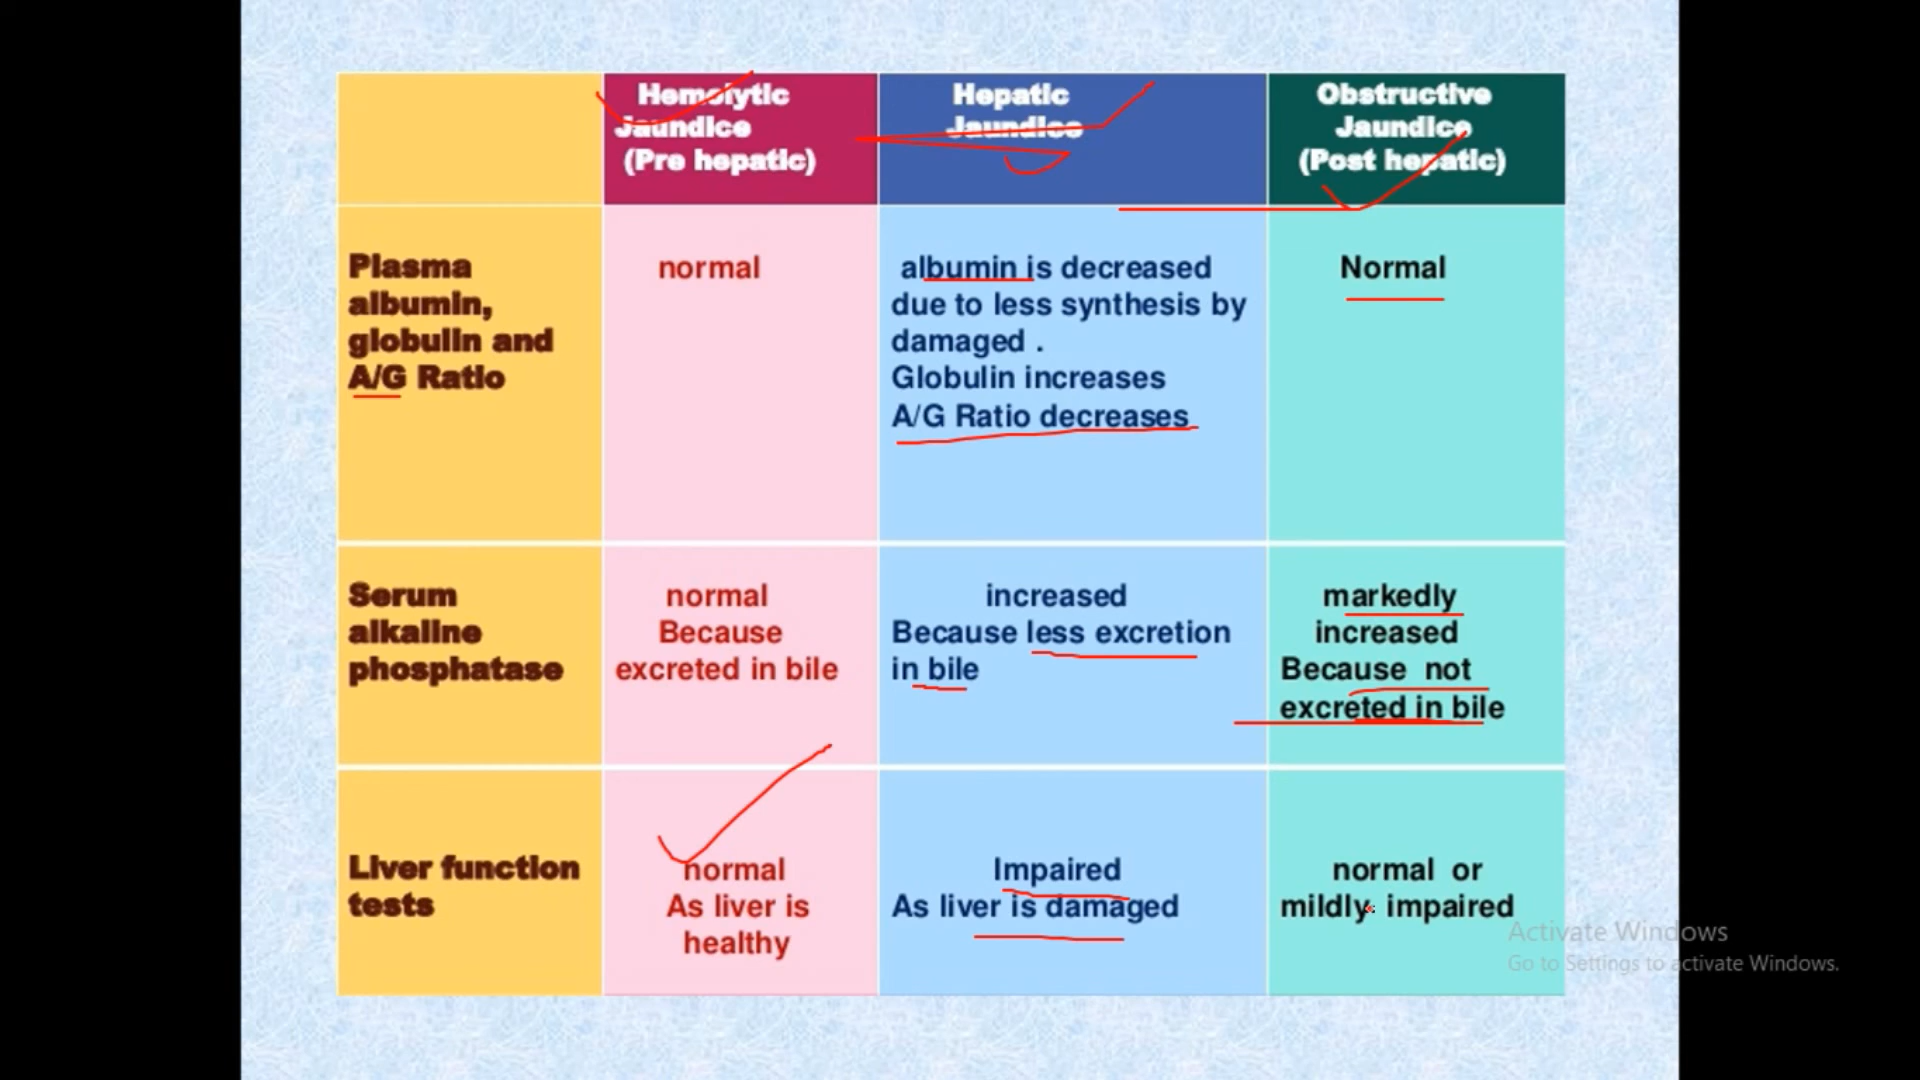 Hemolytic
Jaundice
(Pre hepatic)
Hepatic
Jaundice
Obstructive
Jaundice
(Post hepatic)
Plasma
albumin,
globulin and
A/G Ratio
normal
albumin is decreased
due to less synthesis by
damaged .
Globulin increases
A/G Ratio decreases
Normal
Serum
alkaline
phosphatase
normal
Because
excreted in bile
increased
Because less excretion
in bile
markedly
increased
Because not
excreted in bile
Liver function
tests
normal
As liver is
healthy
Impaired
As liver is damaged
normal or
mildly impaired
Activate Windows
Go to Settings to activate Windows.